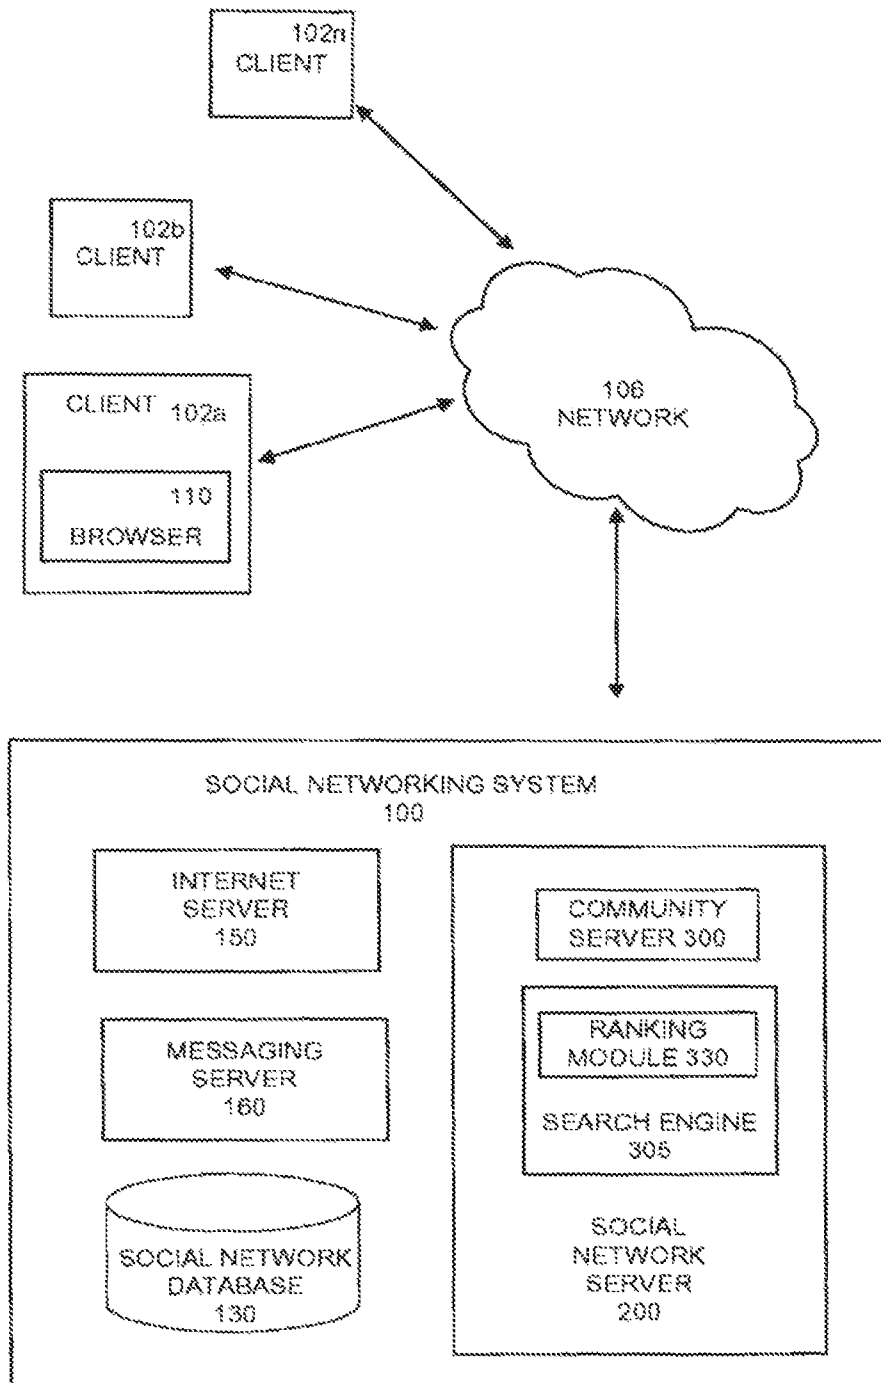 102n
CLIENT
102b
CLIENT
CLIENT 102a
110
BROWSER
106
NETWORK
SOCIAL NETWORKING SYSTEM
100
INTERNET
SERVER
150
MESSAGING
SERVER
160
SOCIAL NETWORK
DATABASE
130
COMMUNITY
SERVER 300
RANKING
MODULE 330
SEARCH ENGINE
305
SOCIAL
NETWORK
SERVER
200